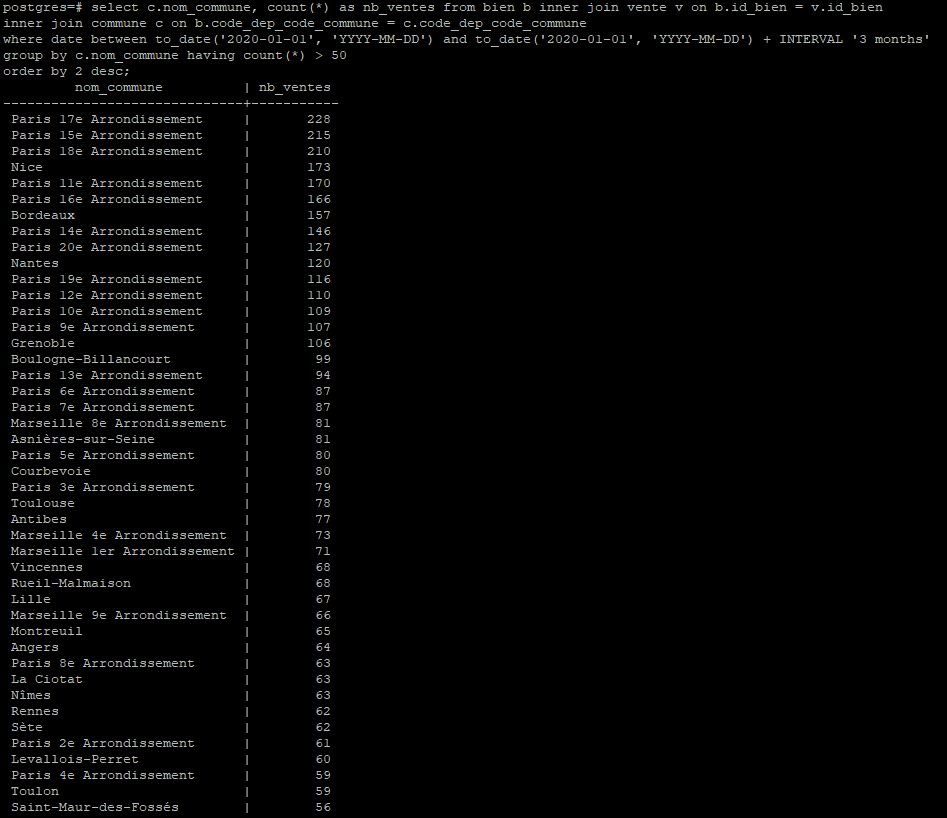 postgres=# select c.nom_commune, count(*) as nb_ventes from bien b inner join vente v on b.id_bien = v.id_bien
inner join commune c on b.code_dep_code_commune = c.code_dep_code_commune
where date between to_date('2020-01-01', 'YYYY-MM-DD') and to_date('2020-01-01', 'YYYY-MM-DD') + INTERVAL '3 months'
group by c.nom_commune having count(*) > 50
order by 2 desc;
nom_commune | nb_ventes
------------------------------+-----------
Paris 17e Arrondissement | 228
Paris 15e Arrondissement | 215
Paris 18e Arrondissement | 210
Nice | 173
Paris 11e Arrondissement | 170
Paris 16e Arrondissement | 166
Bordeaux | 157
Paris 14e Arrondissement | 146
Paris 20e Arrondissement | 127
Nantes | 120
Paris 19e Arrondissement | 116
Paris 12e Arrondissement | 110
Paris 10e Arrondissement | 109
Paris 9e Arrondissement | 107
Grenoble | 106
Boulogne-Billancourt | 99
Paris 13e Arrondissement | 94
Paris 6e Arrondissement | 87
Paris 7e Arrondissement | 87
Marseille 8e Arrondissement | 81
Asnières-sur-Seine | 81
Paris 5e Arrondissement | 80
Courbevoie | 80
Paris 3e Arrondissement | 79
Toulouse | 78
Antibes | 77
Marseille 4e Arrondissement | 73
Marseille 1er Arrondissement | 71
Vincennes | 68
Rueil-Malmaison | 68
Lille | 67
Marseille 9e Arrondissement | 66
Montreuil | 65
Angers | 64
Paris 8e Arrondissement | 63
La Ciotat | 63
Nîmes | 63
Rennes | 62
Sète | 62
Paris 2e Arrondissement | 61
Levallois-Perret | 60
Paris 4e Arrondissement | 59
Toulon | 59
Saint-Maur-des-Fossés | 56